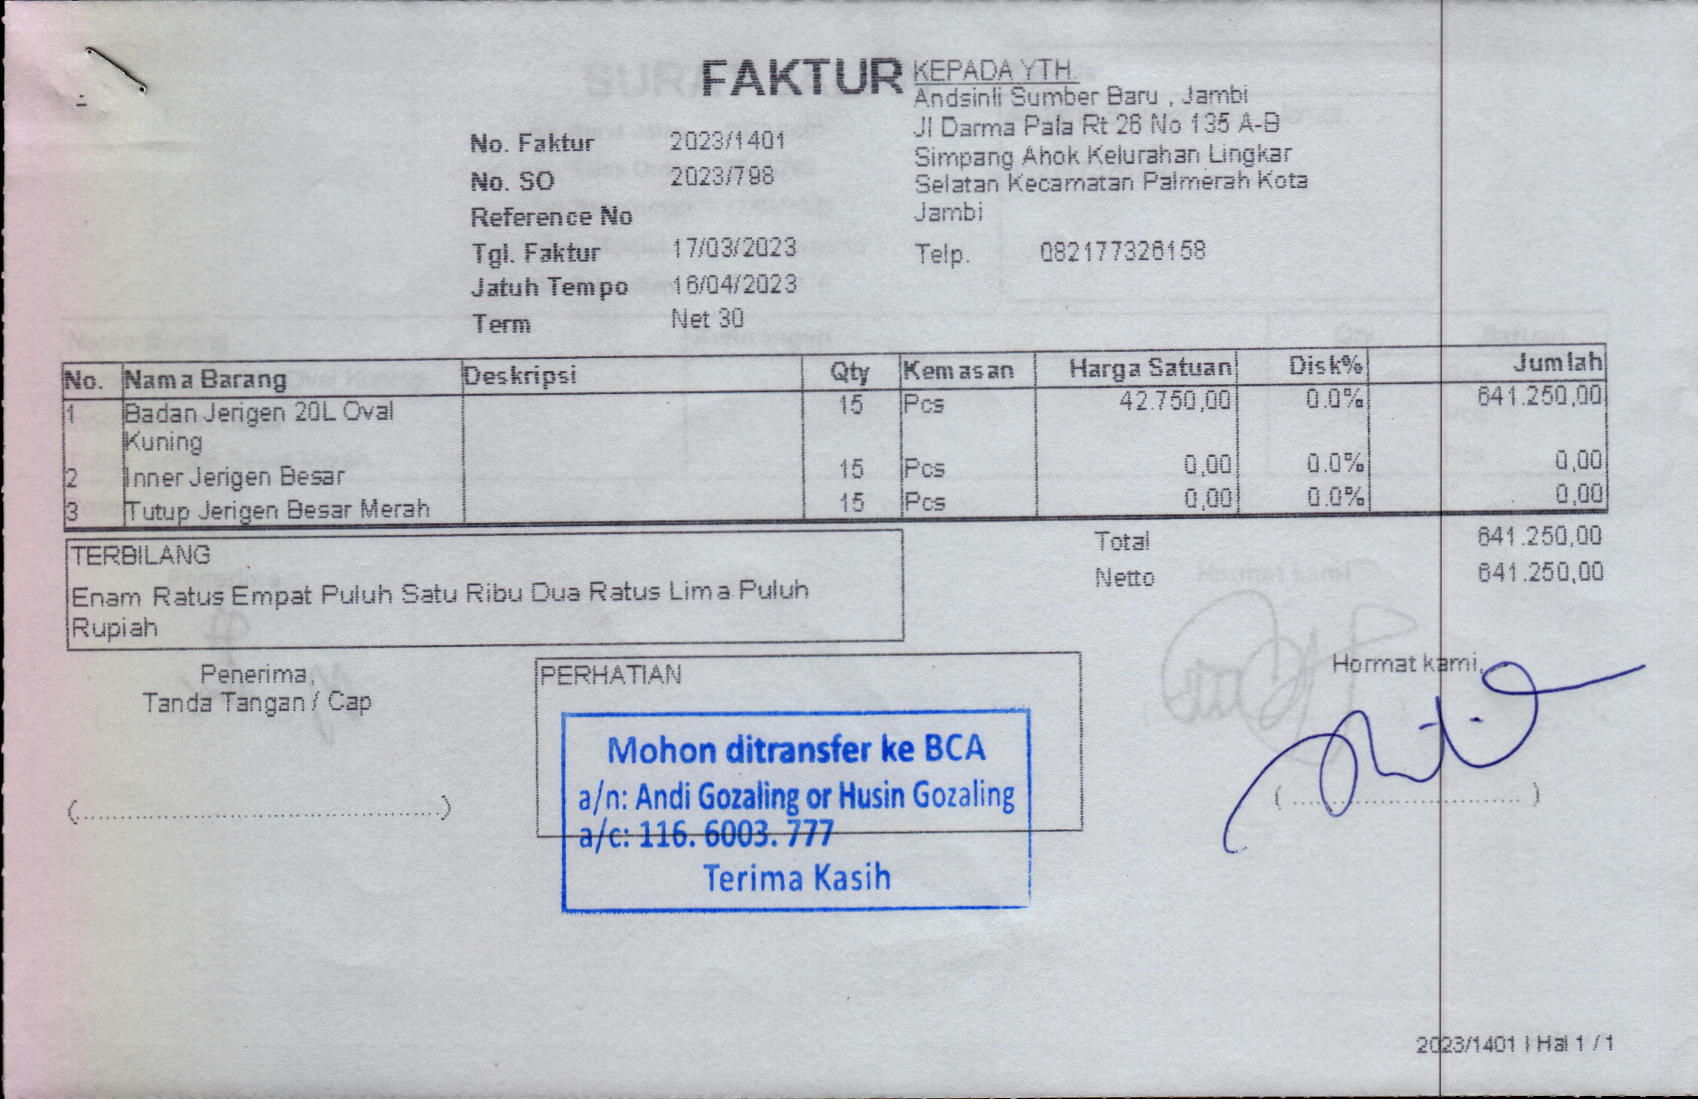 FAKTUR
KEPADA YTH.
Andsinli Sumber Baru , Jambi
Jl Darma Pala Rt 26 No 135 A-B
Simpang Ahok Kelurahan Lingkar
Selatan Kecamatan Palmerah Kota
Jambi
Telp. 082177326158
No. Faktur 2023/1401
No. SO 2023/798
Reference No
Tgl. Faktur 17/03/2023
Jatuh Tempo 16/04/2023
Term Net 30
No. Nama Barang Deskripsi Qty Kemasan Harga Satuan Disk% Jumlah
1 Badan Jerigen 20L Oval 15 Pcs 42.750,00 0.0% 641.250,00
Kuning
2 Inner Jerigen Besar 15 Pcs 0,00 0.0% 0,00
3 Tutup Jerigen Besar Merah 15 Pcs 0,00 0.0% 0,00
Total 641.250,00
Netto 641.250,00
TERBILANG
Enam Ratus Empat Puluh Satu Ribu Dua Ratus Lima Puluh
Rupiah
Penerima,
Tanda Tangan / Cap
(..............................................)
PERHATIAN
Mohon ditransfer ke BCA
a/n: Andi Gozaling or Husin Gozaling
a/c: 116. 6003. 777
Terima Kasih
Hormat kami,
( ............................. )
2023/1401 | Hal 1 / 1